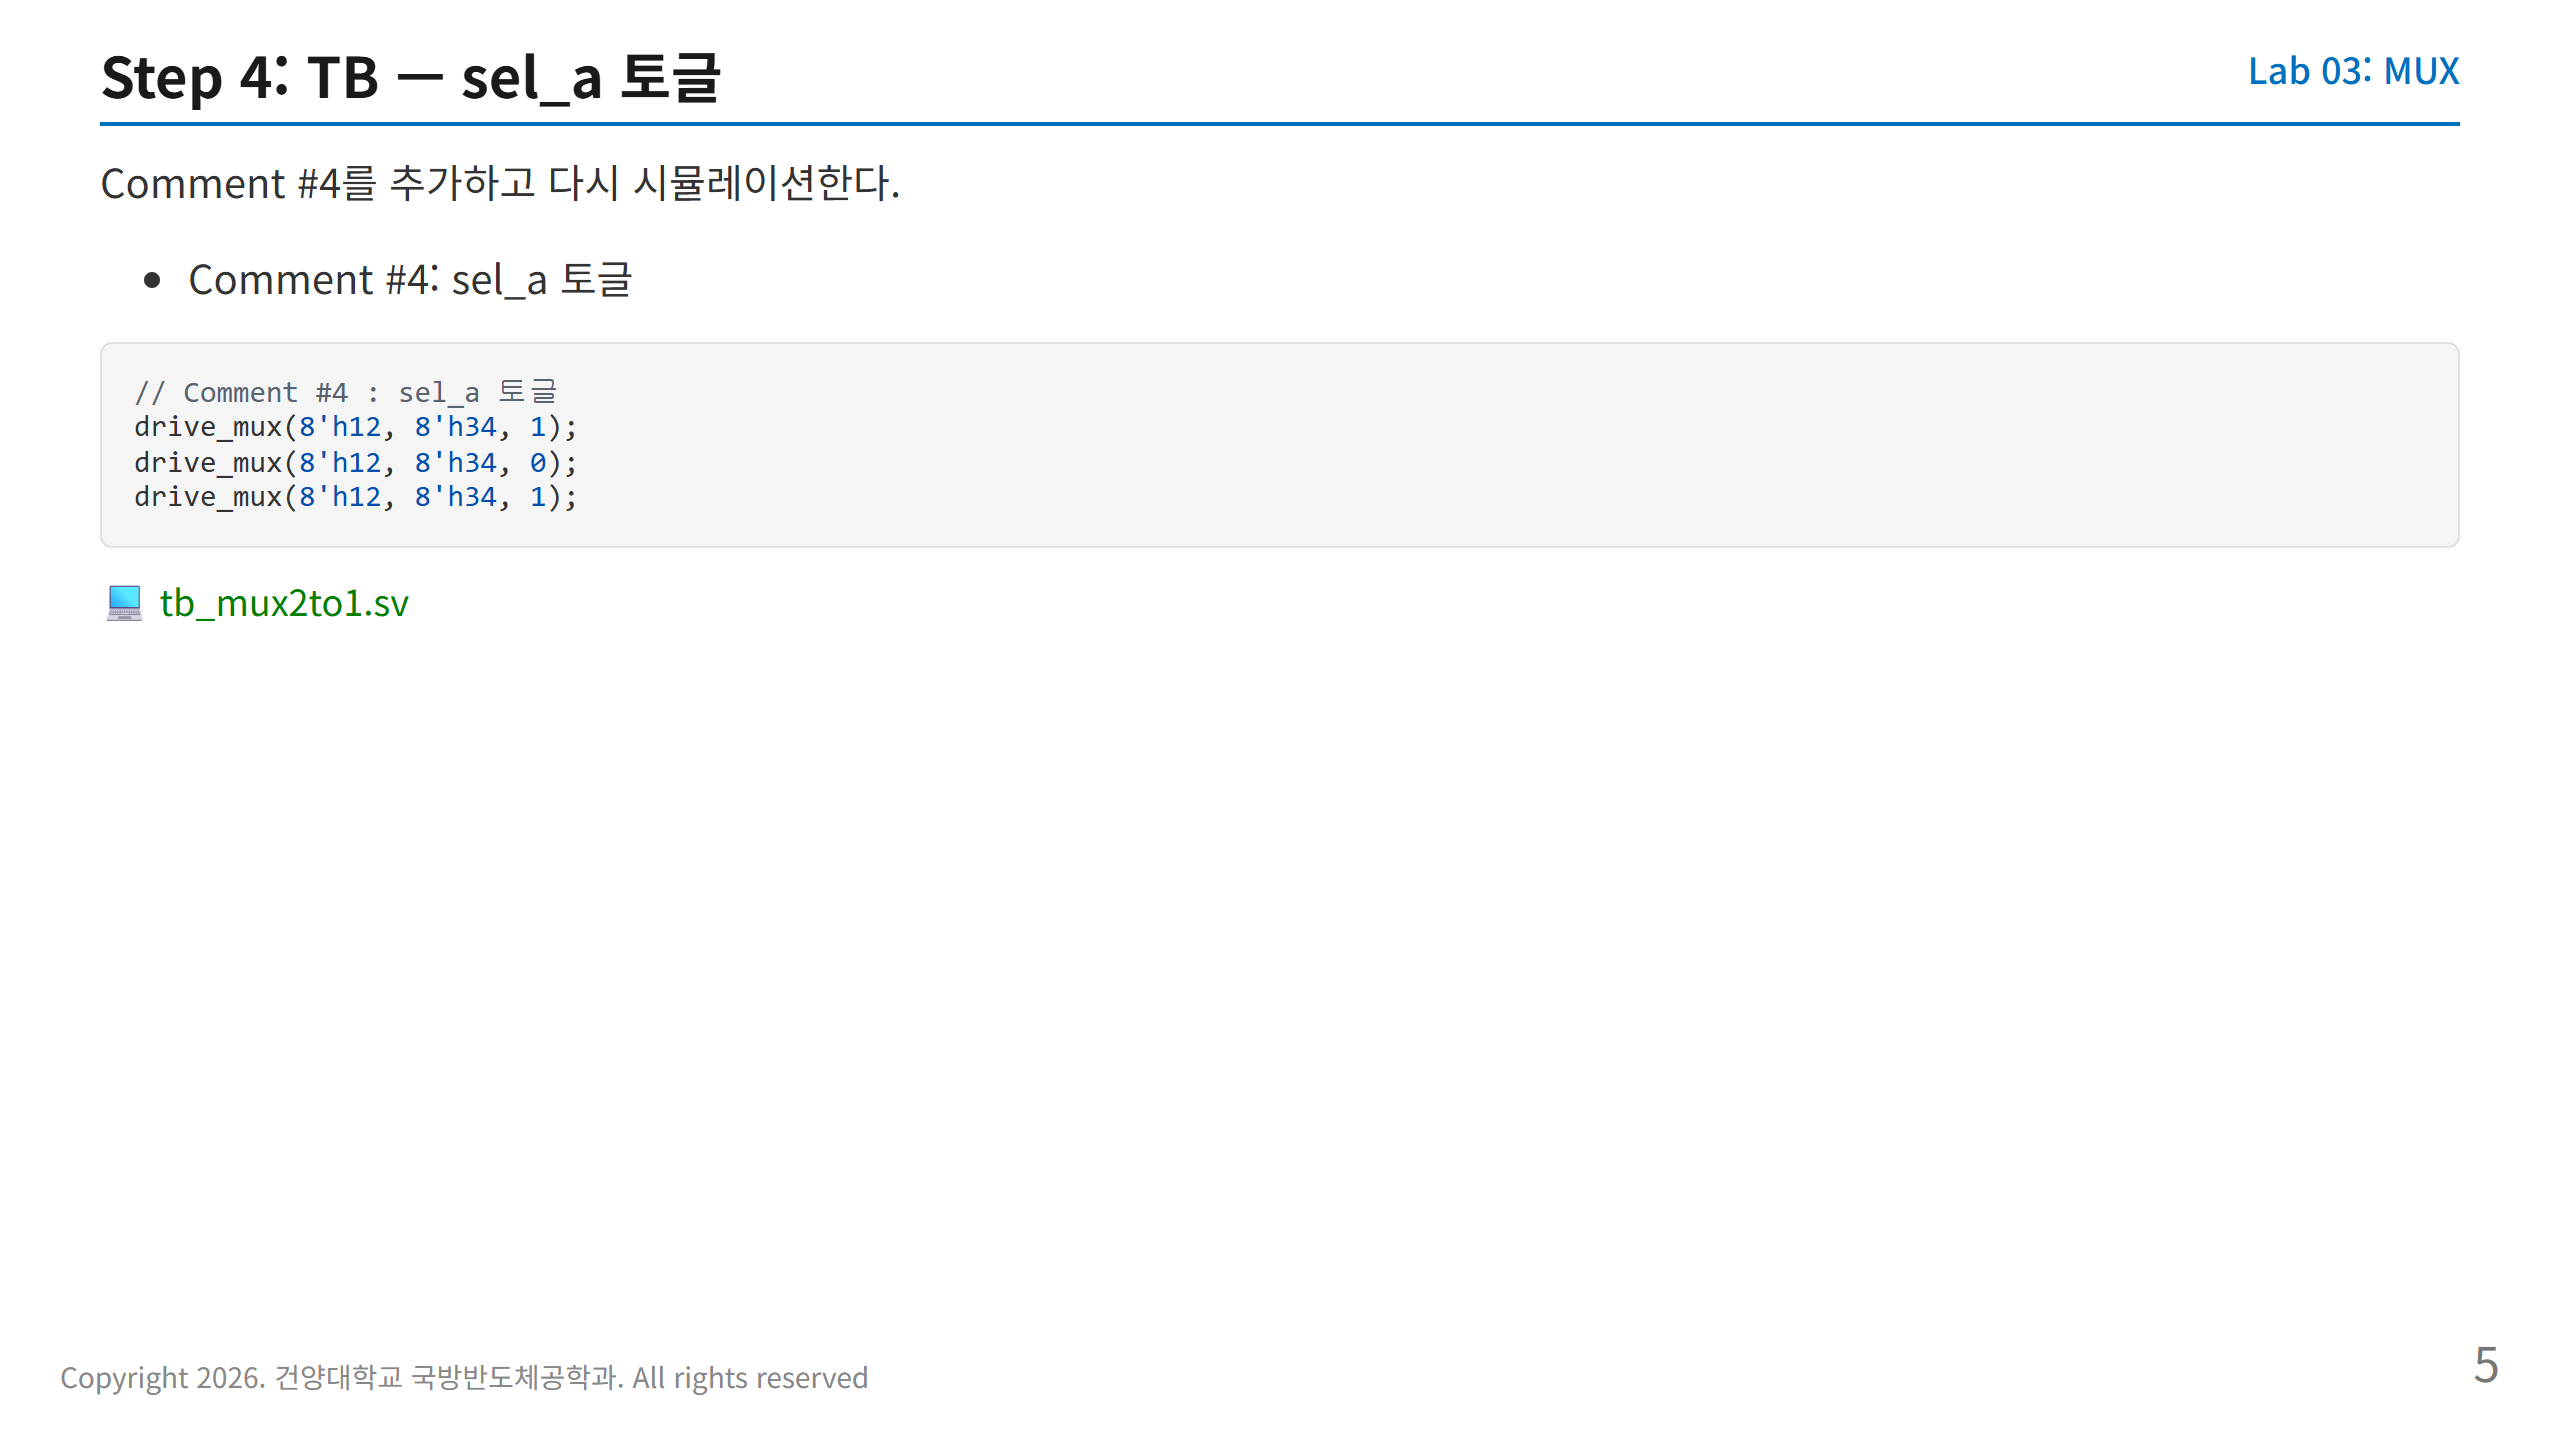 Step 4: TB — sel_a 토글
Lab 03: MUX
Comment #4를 추가하고 다시 시뮬레이션한다.
• Comment #4: sel_a 토글
// Comment #4 : sel_a 토글
drive_mux(8'h12, 8'h34, 1);
drive_mux(8'h12, 8'h34, 0);
drive_mux(8'h12, 8'h34, 1);
💻 tb_mux2to1.sv
Copyright 2026. 건양대학교 국방반도체공학과. All rights reserved
5